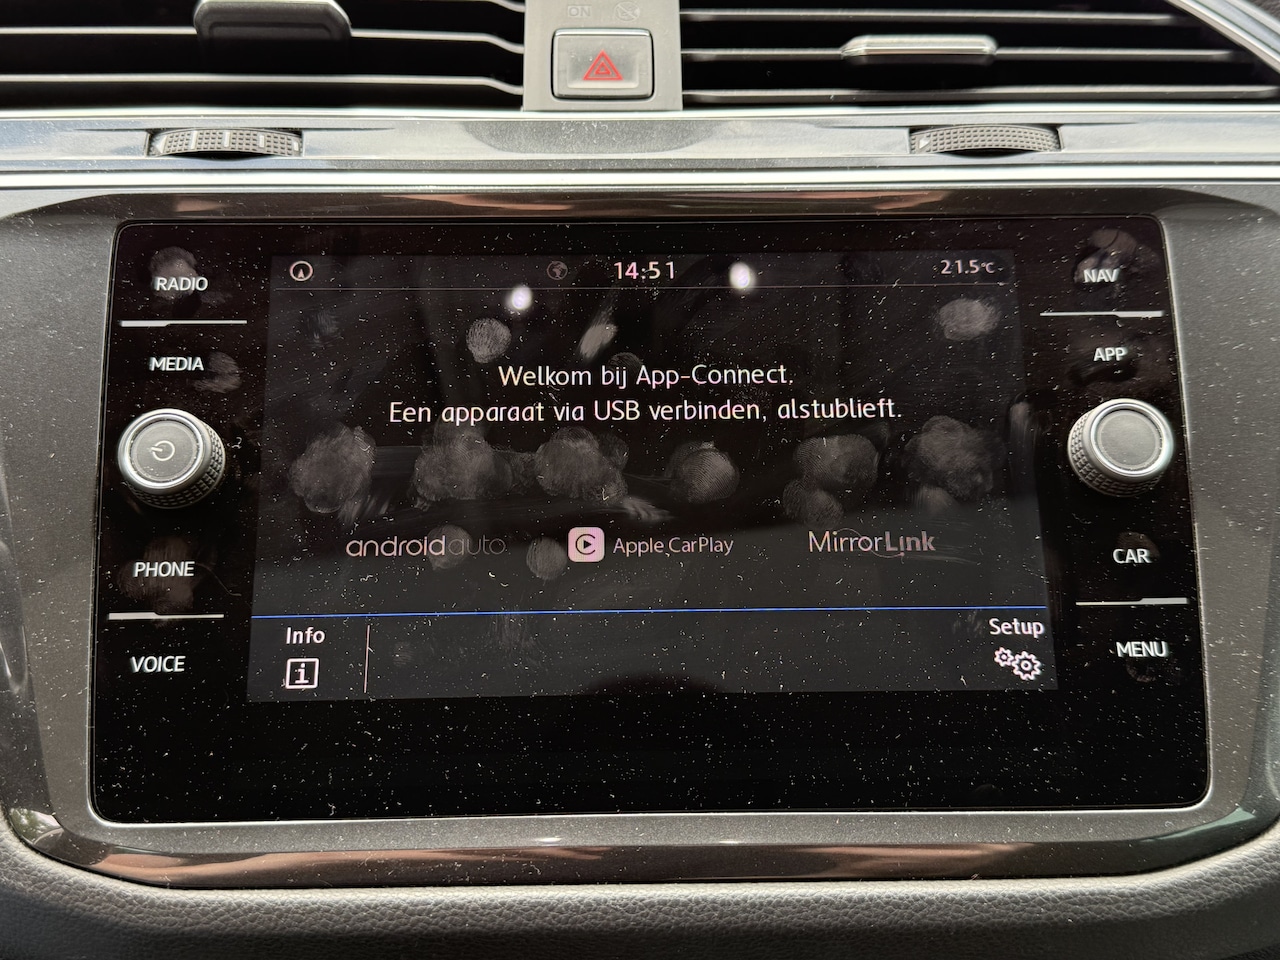 ON
RADIO
14:51
21.5°C
NAV
MEDIA
APP
Welkom bij App-Connect.
Een apparaat via USB verbinden, alstublieft.
androidauto
Apple CarPlay
MirrorLink
PHONE
CAR
Info
Setup
VOICE
MENU